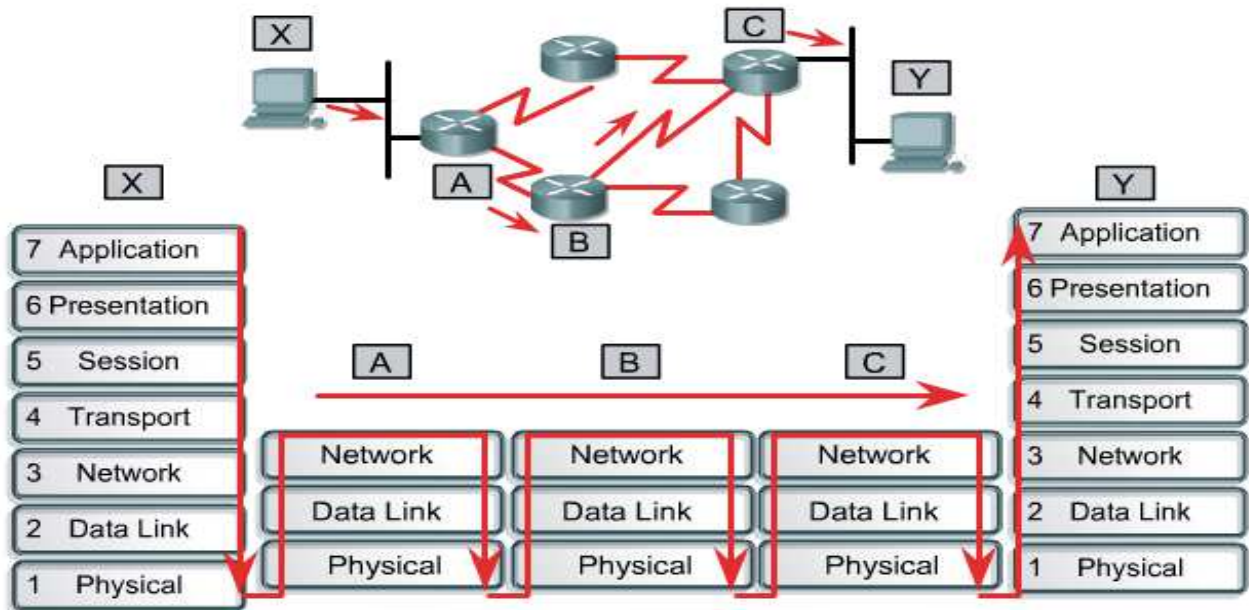 X
C
Y
A
B
X
7 Application
6 Presentation
5 Session
4 Transport
3 Network
2 Data Link
1 Physical
A
B
C
Network
Data Link
Physical
Network
Data Link
Physical
Network
Data Link
Physical
Y
7 Application
6 Presentation
5 Session
4 Transport
3 Network
2 Data Link
1 Physical